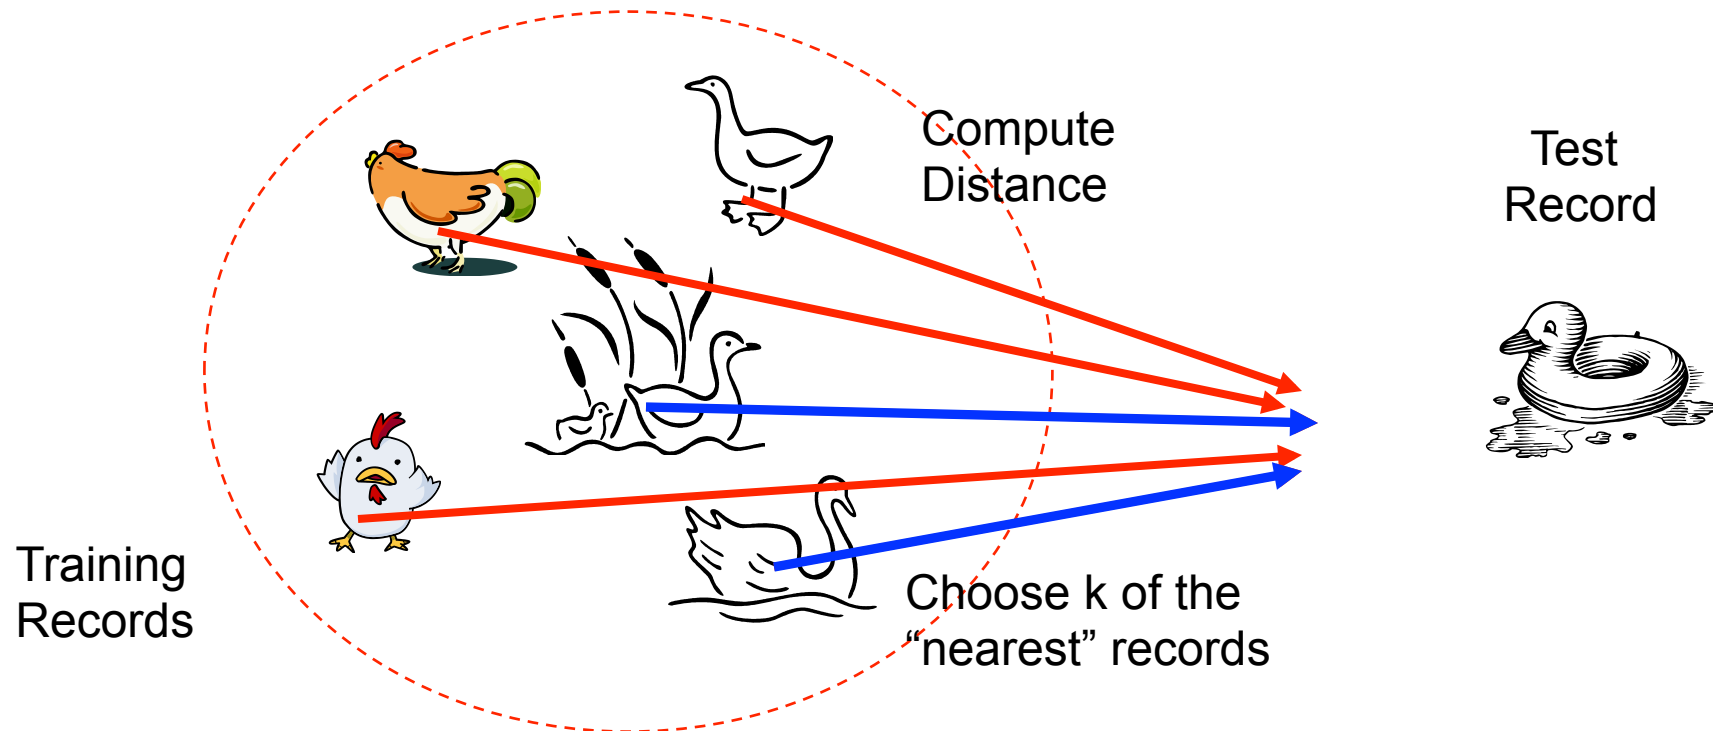 Compute
Distance
Test
Record
Training
Records
Choose k of the
“nearest” records